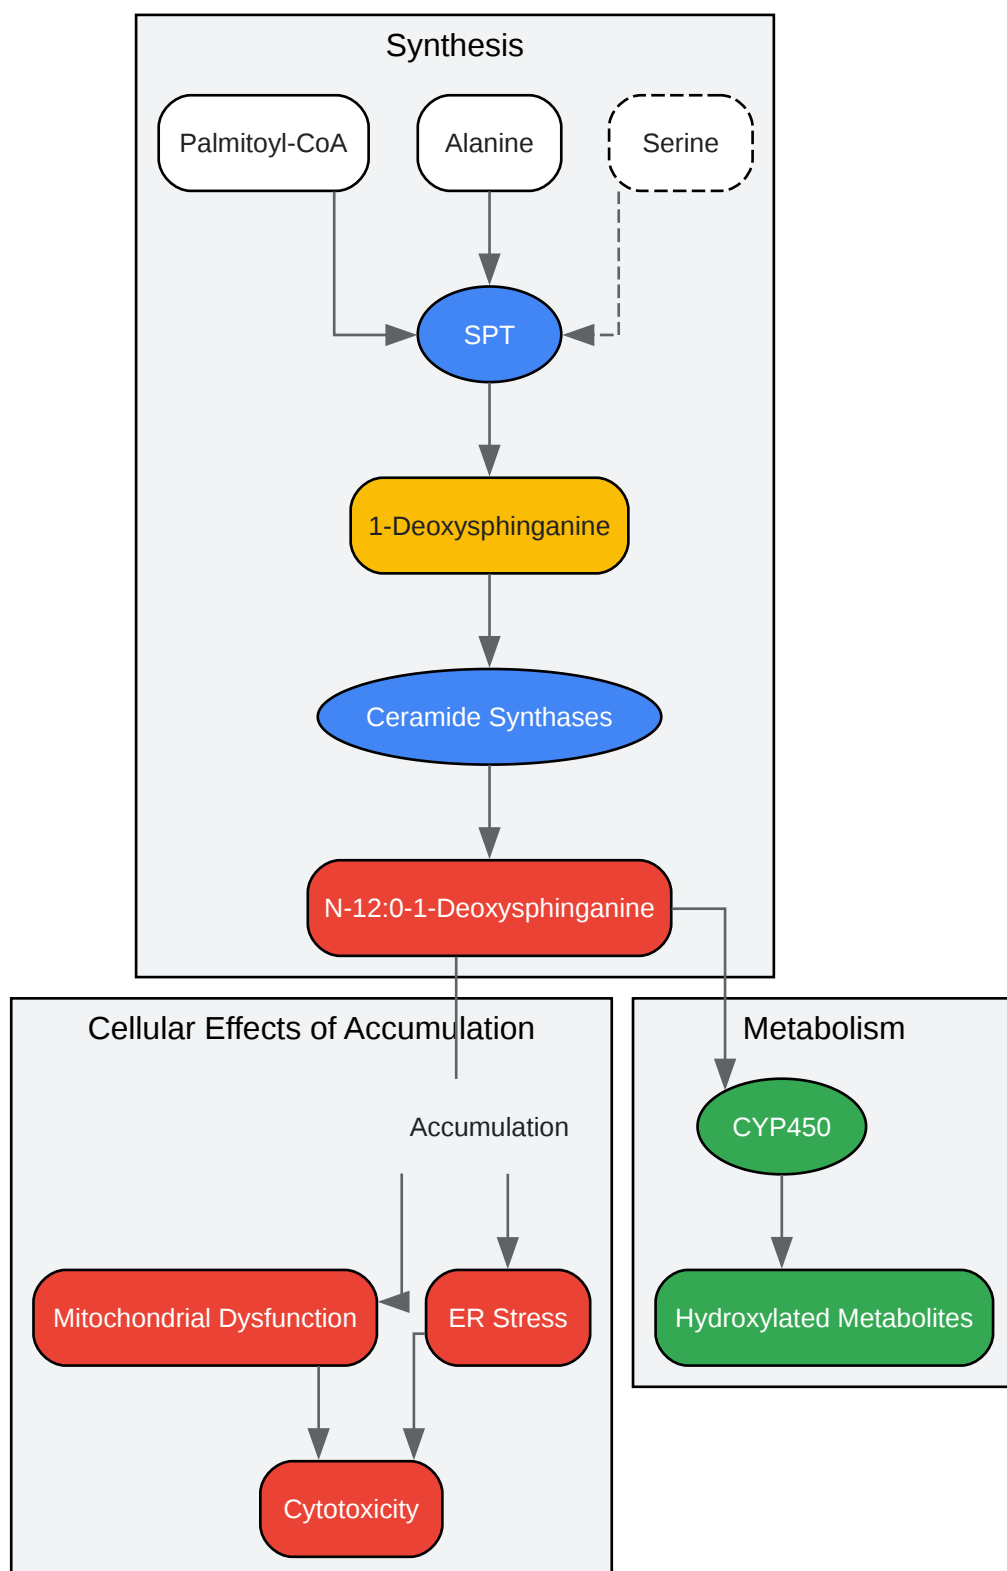 Synthesis
Palmitoyl-CoA
Alanine
Serine
SPT
1-Deoxysphinganine
Ceramide Synthases
N-12:0-1-Deoxysphinganine
Cellular Effects of Accumulation
Metabolism
Accumulation
CYP450
Mitochondrial Dysfunction
ER Stress
Hydroxylated Metabolites
Cytotoxicity